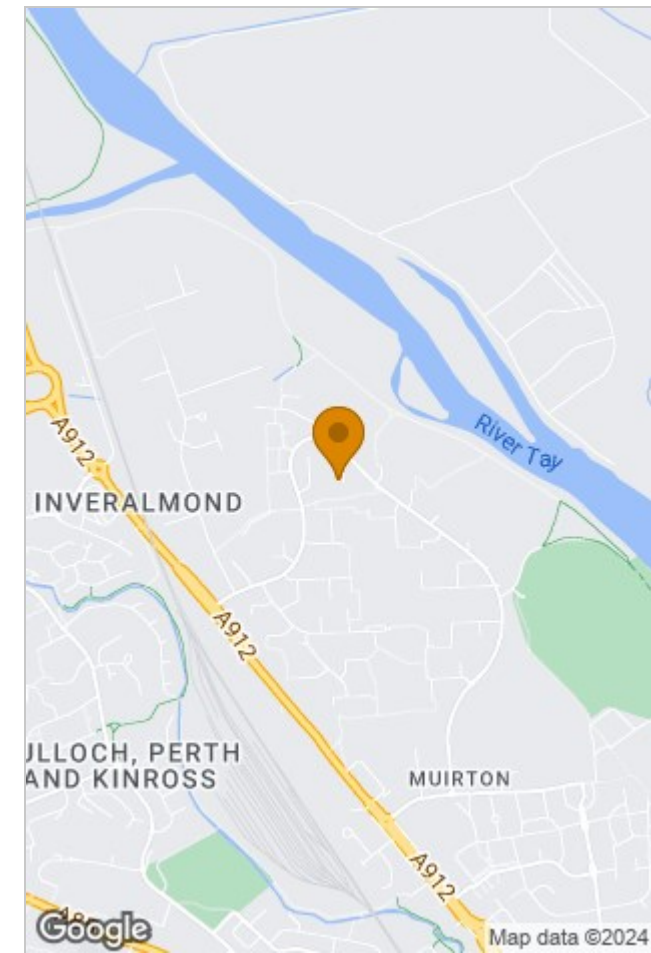 River Tay
A912
INVERALMOND
A912
ULLOCH, PERTH
AND KINROSS
MUIRTON
A912
Google
Map data ©2024